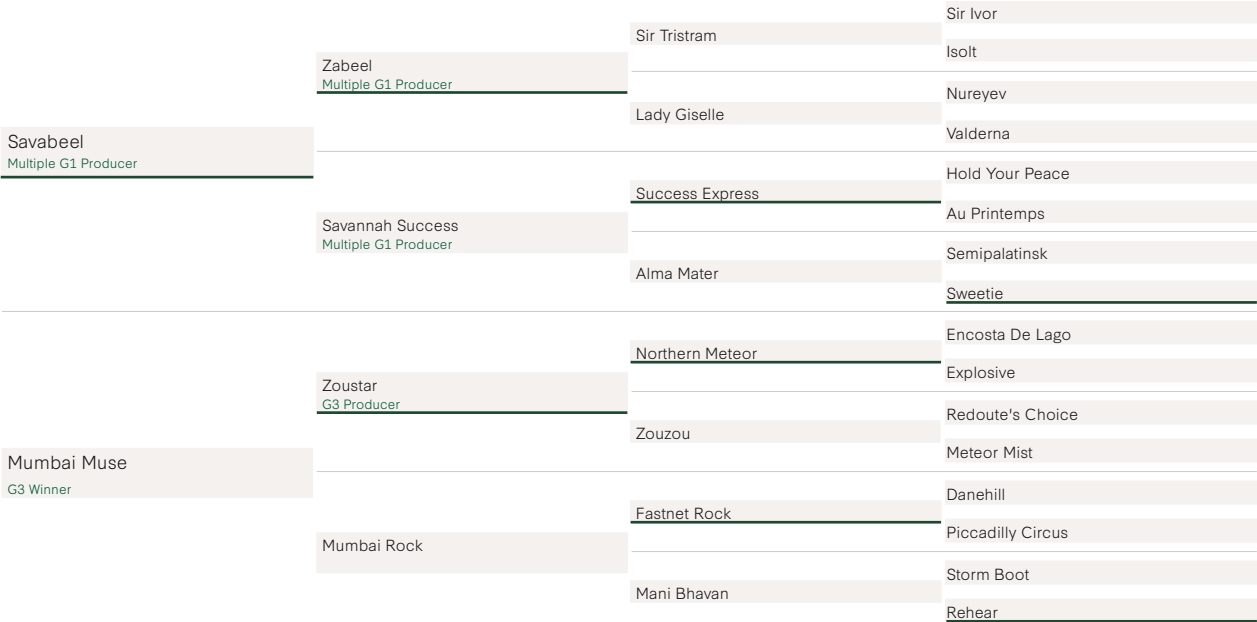 Sir Ivor
Sir Tristram
Isolt
Zabeel
Multiple G1 Producer
Nureyev
Lady Giselle
Valderna
Savabeel
Multiple G1 Producer
Hold Your Peace
Success Express
Au Printemps
Savannah Success
Multiple G1 Producer
Semipalatinsk
Alma Mater
Sweetie
Encosta De Lago
Northern Meteor
Explosive
Zoustar
G3 Producer
Redoute's Choice
Zouzou
Meteor Mist
Mumbai Muse
G3 Winner
Danehill
Fastnet Rock
Piccadilly Circus
Mumbai Rock
Storm Boot
Mani Bhavan
Rehear